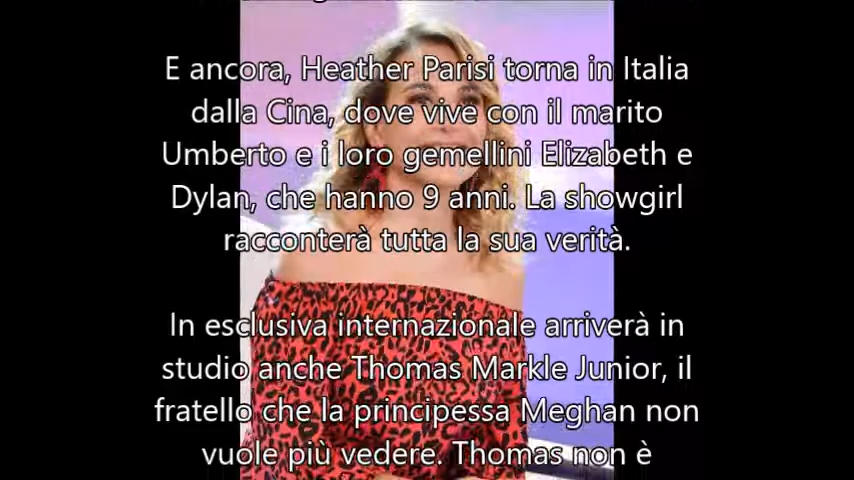 E ancora, Heather Parisi torna in Italia
dalla Cina, dove vive con il marito
Umberto e i loro gemellini Elizabeth e
Dylan, che hanno 9 anni. La showgirl
racconterà tutta la sua verità.
In esclusiva internazionale arriverà in
studio anche Thomas Markle Junior, il
fratello che la principessa Meghan non
vuole più vedere. Thomas non è